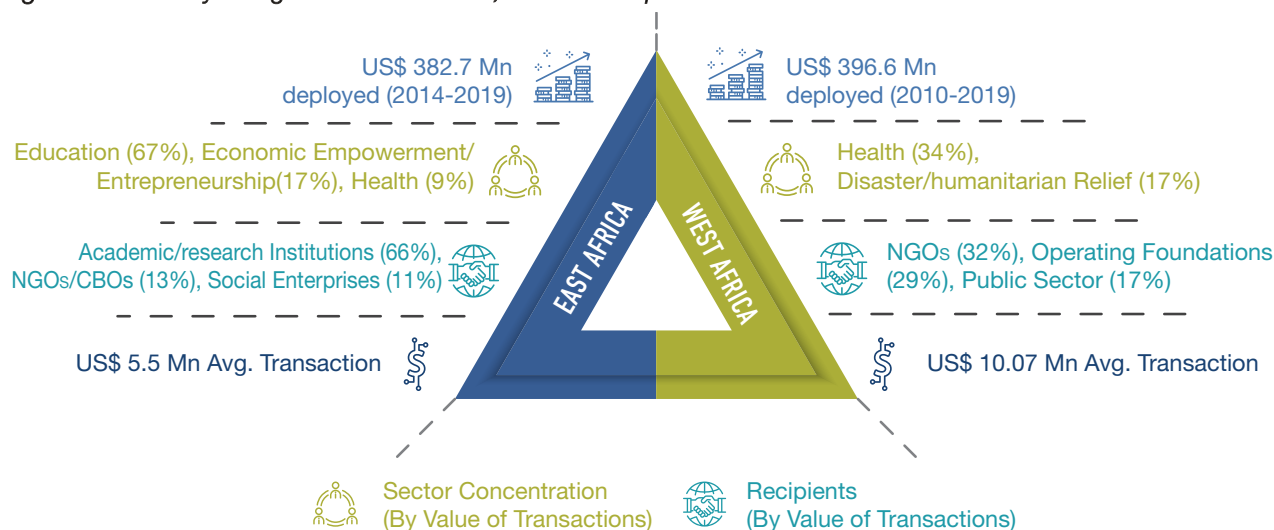 US$ 382.7 Mn
deployed (2014-2019)
Education (67%), Economic Empowerment/
Entrepreneurship(17%), Health (9%)
Academic/research Institutions (66%),
NGOs/CBOs (13%), Social Enterprises (11%)
US$ 5.5 Mn Avg. Transaction
EAST AFRICA
WEST AFRICA
US$ 396.6 Mn
deployed (2010-2019)
Health (34%),
Disaster/humanitarian Relief (17%)
NGOs (32%), Operating Foundations
(29%), Public Sector (17%)
US$ 10.07 Mn Avg. Transaction
Sector Concentration
(By Value of Transactions)
Recipients
(By Value of Transactions)